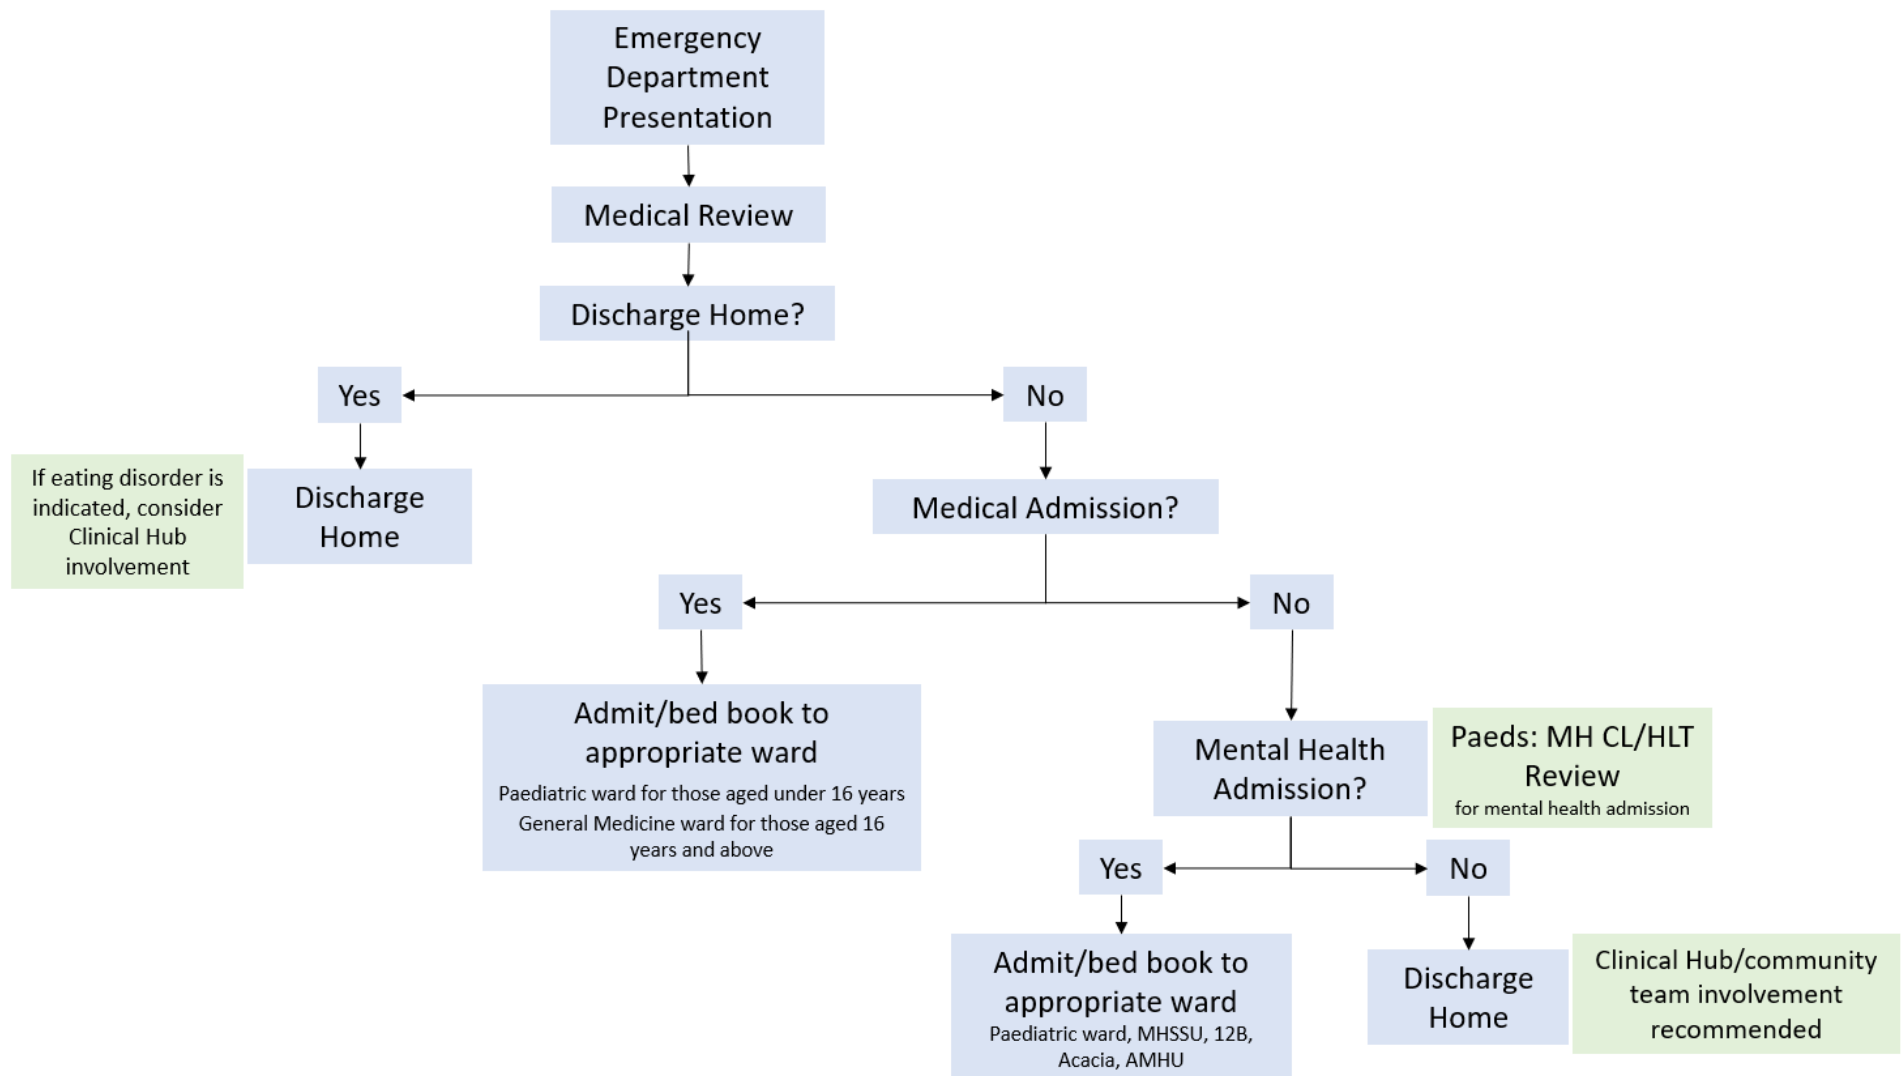 Emergency
Department
Presentation
Medical Review
Discharge Home?
Yes
No
If eating disorder is
indicated, consider
Clinical Hub
involvement
Discharge
Home
Medical Admission?
Yes
No
Admit/bed book to
appropriate ward
Paediatric ward for those aged under 16 years
General Medicine ward for those aged 16
years and above
Mental Health
Admission?
Paeds: MH CL/HLT
Review
for mental health admission
Yes
No
Admit/bed book to
appropriate ward
Paediatric ward, MHSSU, 12B,
Acacia, AMHU
Discharge
Home
Clinical Hub/community
team involvement
recommended